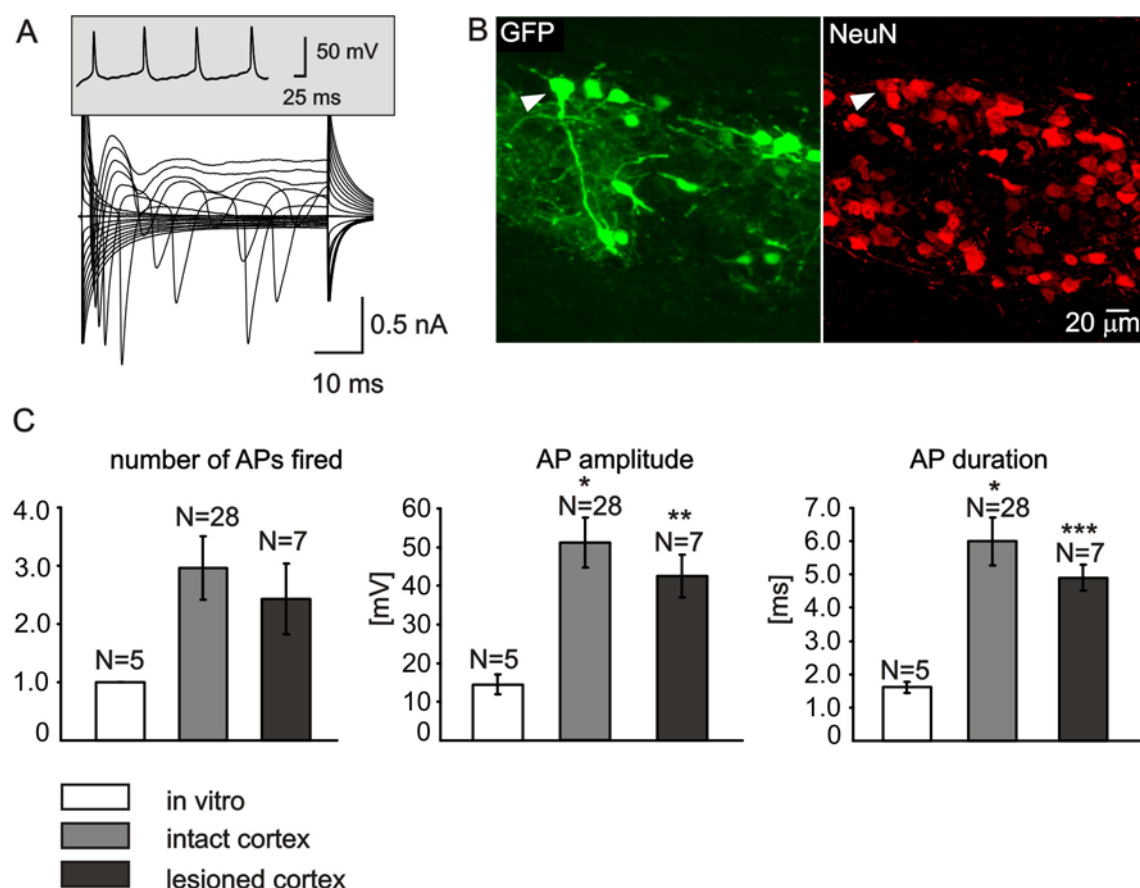 A
50 mV
25 ms
0.5 nA
10 ms
B
GFP
NeuN
20 μm
C
number of APs fired
4.0
3.0
2.0
1.0
0
N=5
N=28
N=7
AP amplitude
[mV]
60
50
40
30
20
10
0
N=5
*
N=28
**
N=7
AP duration
[ms]
7.0
6.0
5.0
4.0
3.0
2.0
1.0
0
N=5
*
N=28
***
N=7
in vitro
intact cortex
lesioned cortex